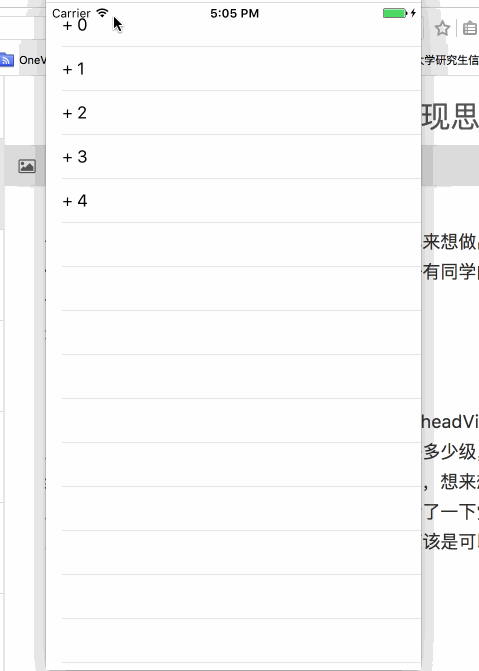 Carrier 5:05 PM
+ 0
+ 1
+ 2
+ 3
+ 4
OneV
大学研究生信
现思
来想做
有同学
headVi
多少级,
，想来
了一下
该是可